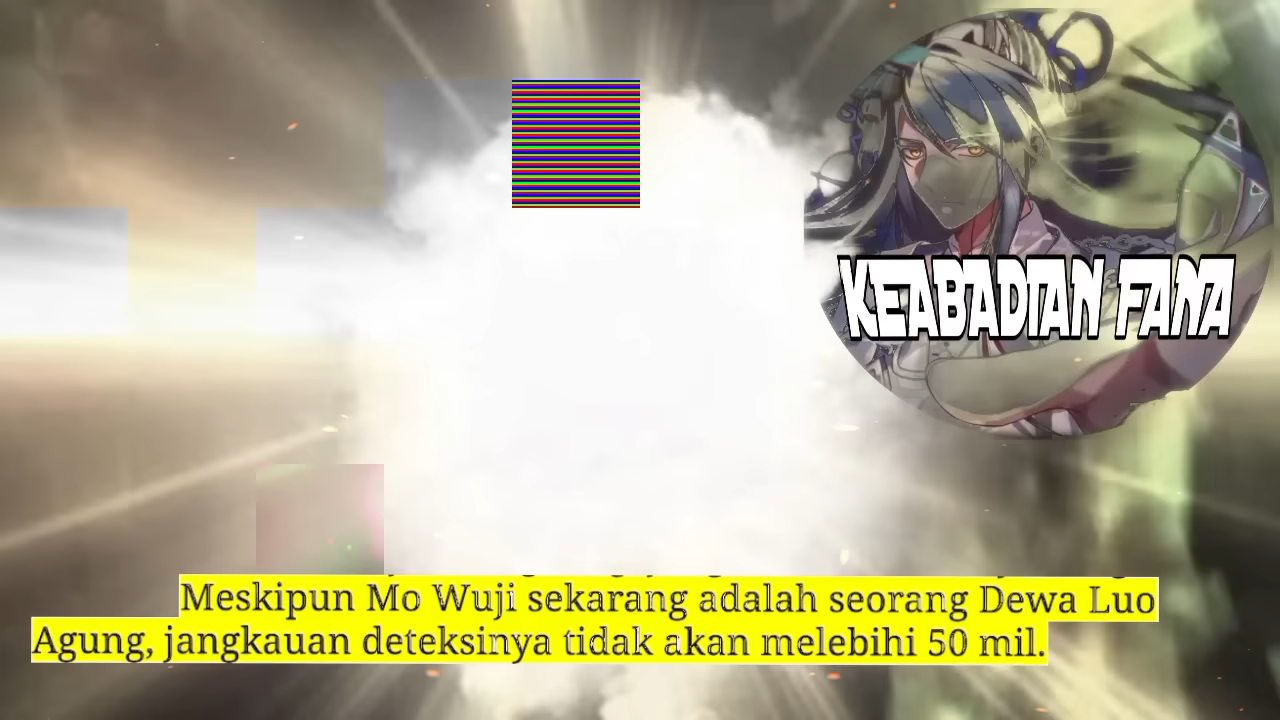 KEABADIAN FANA
Meskipun Mo Wuji sekarang adalah seorang Dewa Luo
Agung, jangkauan deteksinya tidak akan melebihi 50 mil.